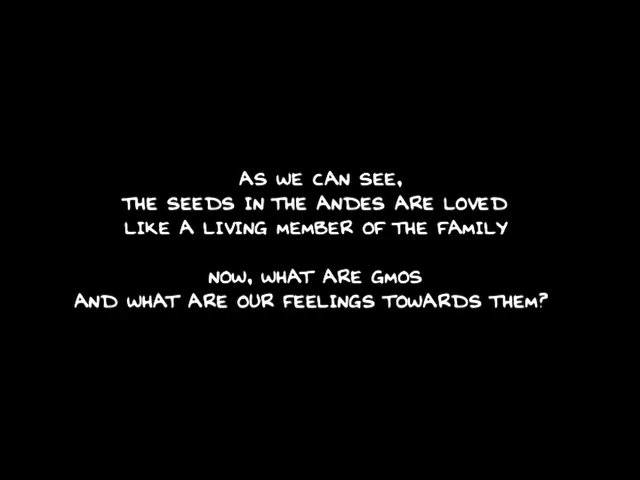 AS WE CAN SEE,
THE SEEDS IN THE ANDES ARE LOVED
LIKE A LIVING MEMBER OF THE FAMILY
NOW, WHAT ARE GMOS
AND WHAT ARE OUR FEELINGS TOWARDS THEM?